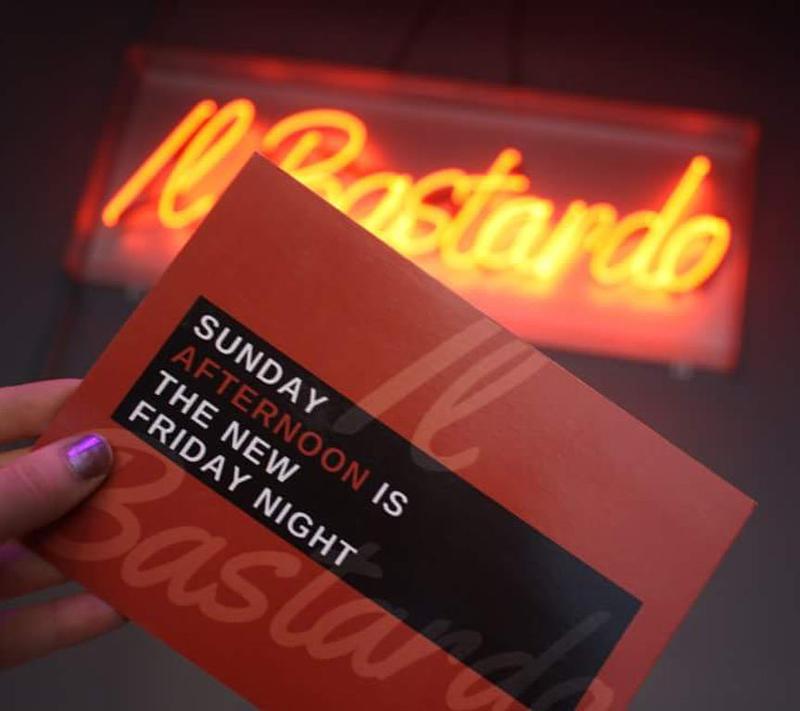 Il Bastardo
SUNDAY
AFTERNOON IS
THE NEW
FRIDAY NIGHT
Il
Bastardo